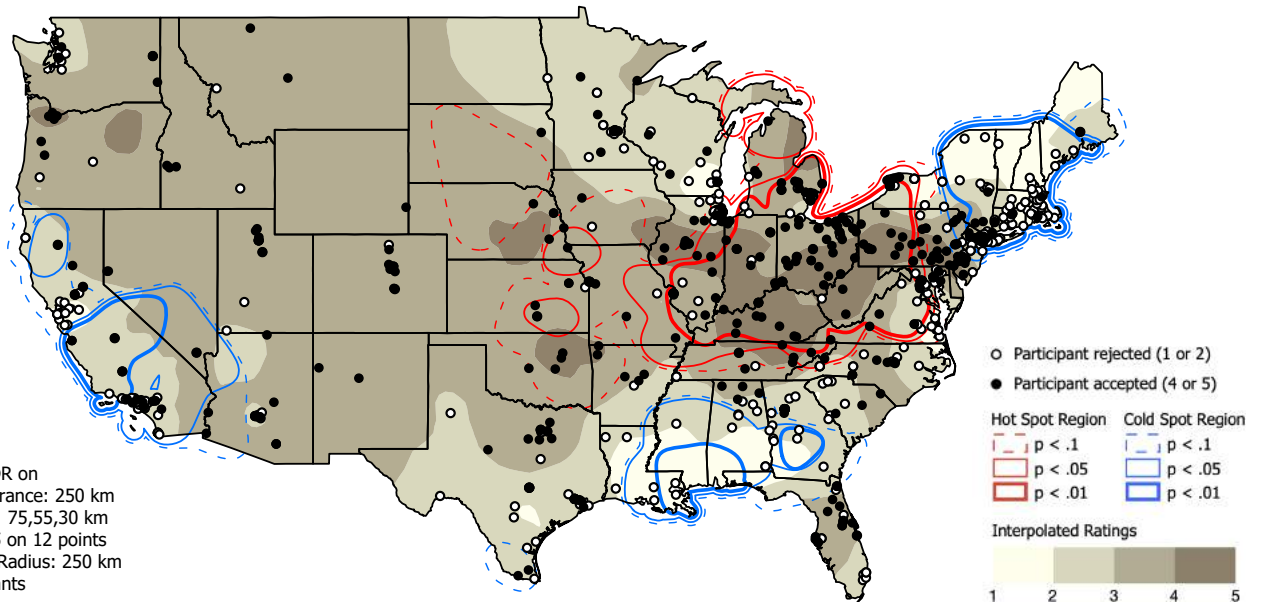 Participant rejected (1 or 2)
Participant accepted (4 or 5)
Hot Spot Region Cold Spot Region
p < .1 p < .1
p < .05 p < .05
p < .01 p < .01
Interpolated Ratings
1 2 3 4 5
on
250 km
75,55,30 km
on 12 points
Radius: 250 km